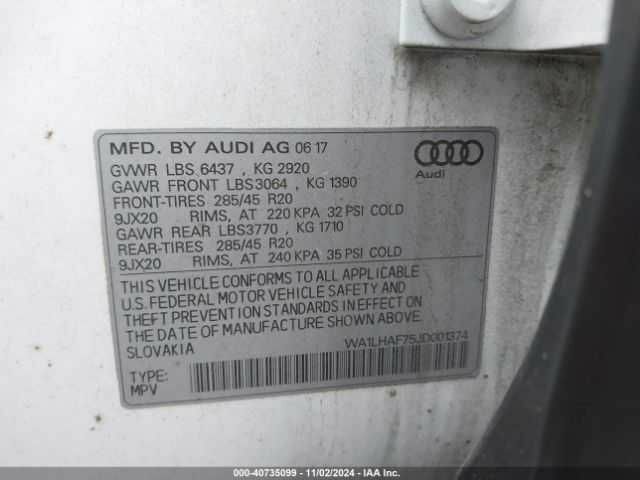 MFD. BY AUDI AG 06 17
Audi
GVWR LBS 6437 , KG 2920
GAWR FRONT LBS3064 , KG 1390
FRONT-TIRES 285/45 R20
9JX20 RIMS, AT 220 KPA 32 PSI COLD
GAWR REAR LBS3770 , KG 1710
REAR-TIRES 285/45 R20
9JX20 RIMS, AT 240 KPA 35 PSI COLD
THIS VEHICLE CONFORMS TO ALL APPLICABLE
U.S. FEDERAL MOTOR VEHICLE SAFETY AND
THEFT PREVENTION STANDARDS IN EFFECT ON
THE DATE OF MANUFACTURE SHOWN ABOVE.
SLOVAKIA
WA1LHAF75JD001374
TYPE:
MPV
000-40735099 - 11/02/2024 - IAA Inc.